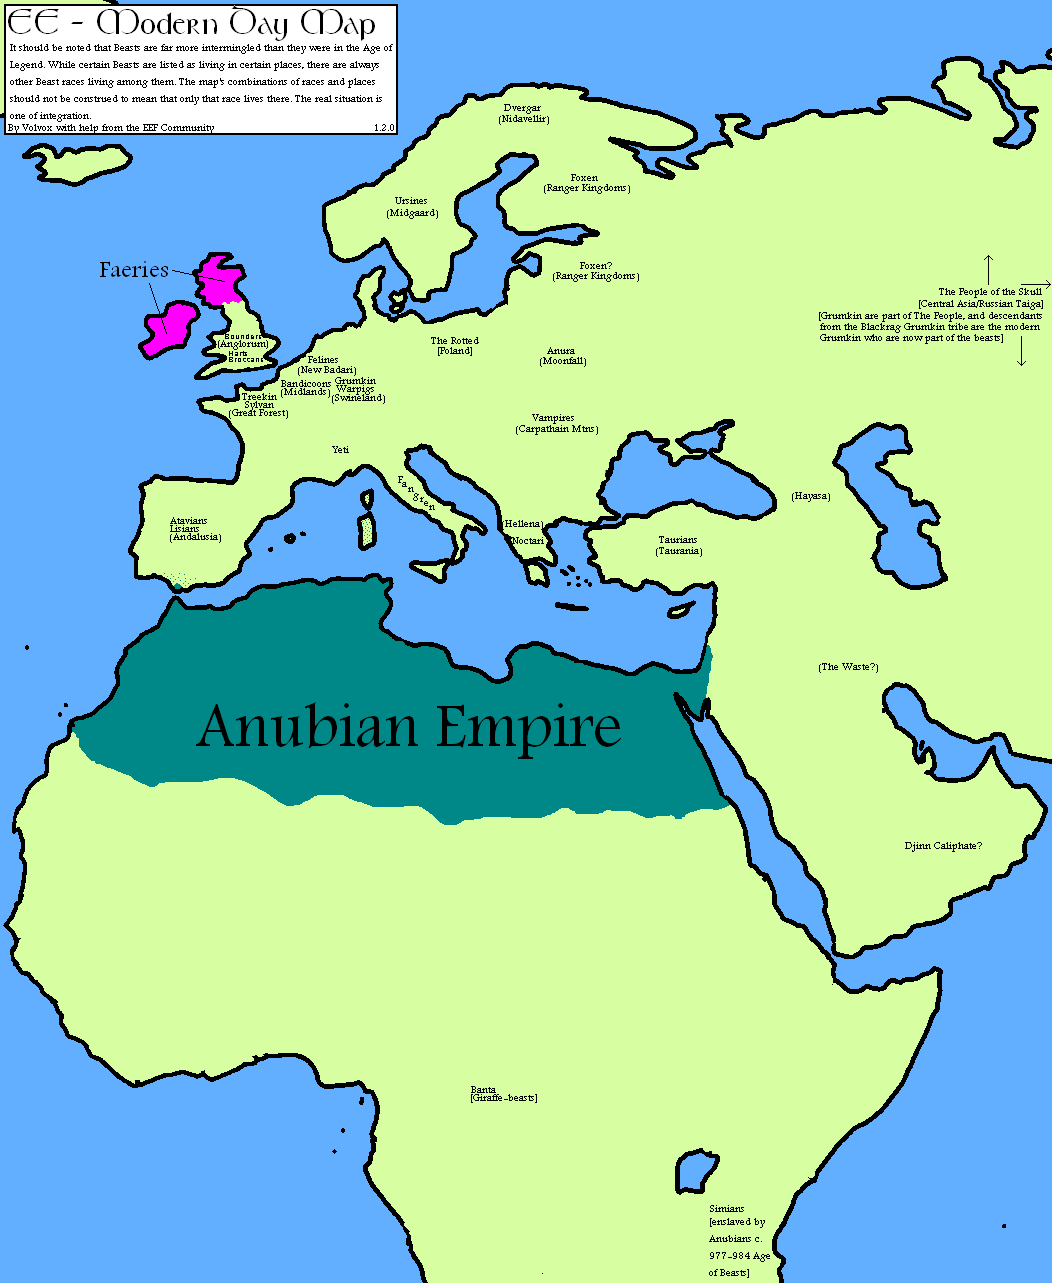 EE - Modern Day Map
It should be noted that Beasts are far more intermingled than they were in the Age of
Legend. While certain Beasts are listed as living in certain places, there are always
other Beast races living among them. The map's combinations of races and places
should not be construed to mean that only that race lives there. The real situation is
one of integration.
By Volvox with help from the EEF Community
1.2.0
Dvergar
(Nidavellir)
Foxen
(Ranger Kingdoms)
Ursines
(Midgaard)
Faeries
Foxen?
(Ranger Kingdoms)
The People of the Skull
[Central Asia/Russian Taiga]
[Grumkin are part of The People, and descendants
from the Blackrag Grumkin tribe are the modern
Grumkin who are now part of the beasts]
Bounders
(Anglorum)
Harts
Broccans
The Rotted
[Poland]
Anura
(Moonfall)
Felines
(New Badari)
Bandicoons
(Midlands)
Grumkin
Warpigs
(Swineland)
Treekin
Sylvan
(Great Forest)
Vampires
(Carpathain Mtns)
Yeti
Fangren
(Hayasa)
Atavians
Lisians
(Andalusia)
(Hellena)
Noctari
Taurians
(Taurania)
(The Waste?)
Anubian Empire
Djinn Caliphate?
Banta
[Giraffe-beasts]
Simians
[enslaved by
Anubians c.
977-984 Age
of Beasts]